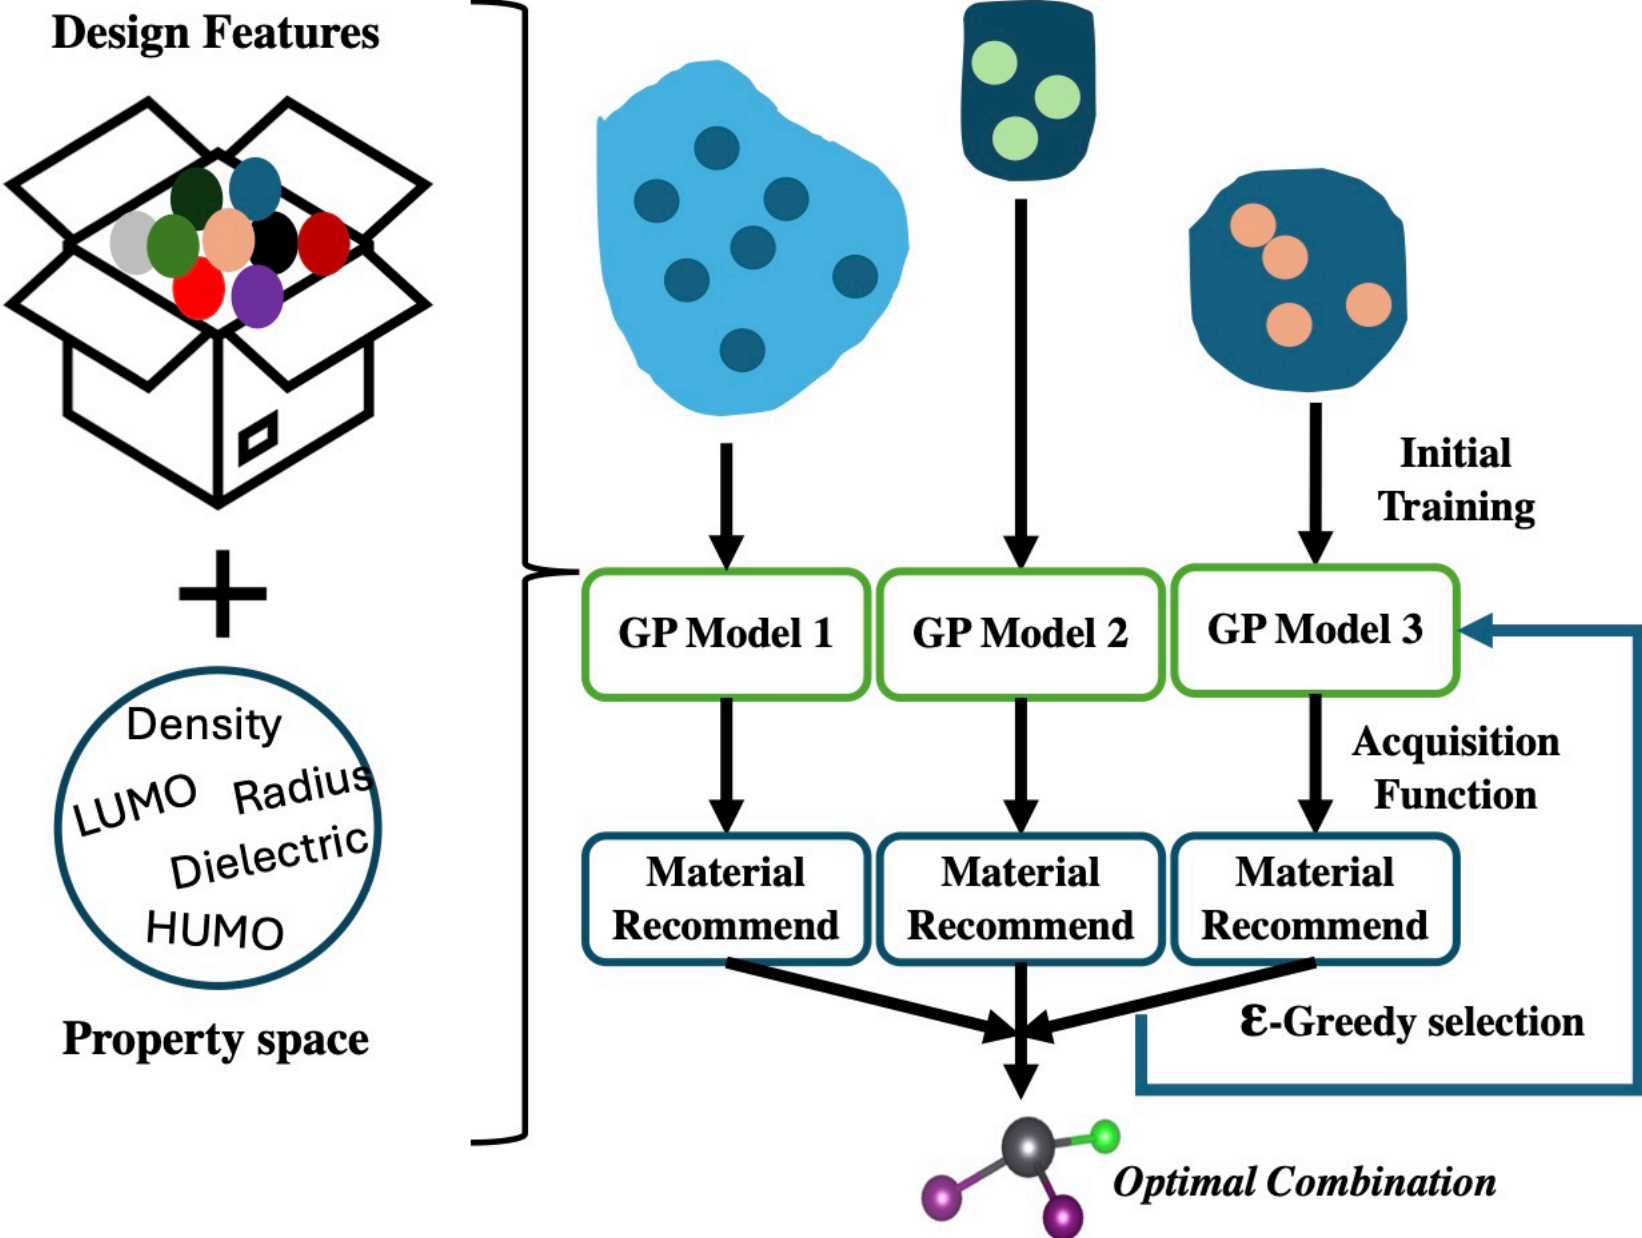 Design Features
Density
LUMO
Radius
Dielectric
HUMO
Property space
Initial
Training
GP Model 1
GP Model 2
GP Model 3
Acquisition
Function
Material
Recommend
Material
Recommend
Material
Recommend
ε-Greedy selection
Optimal Combination